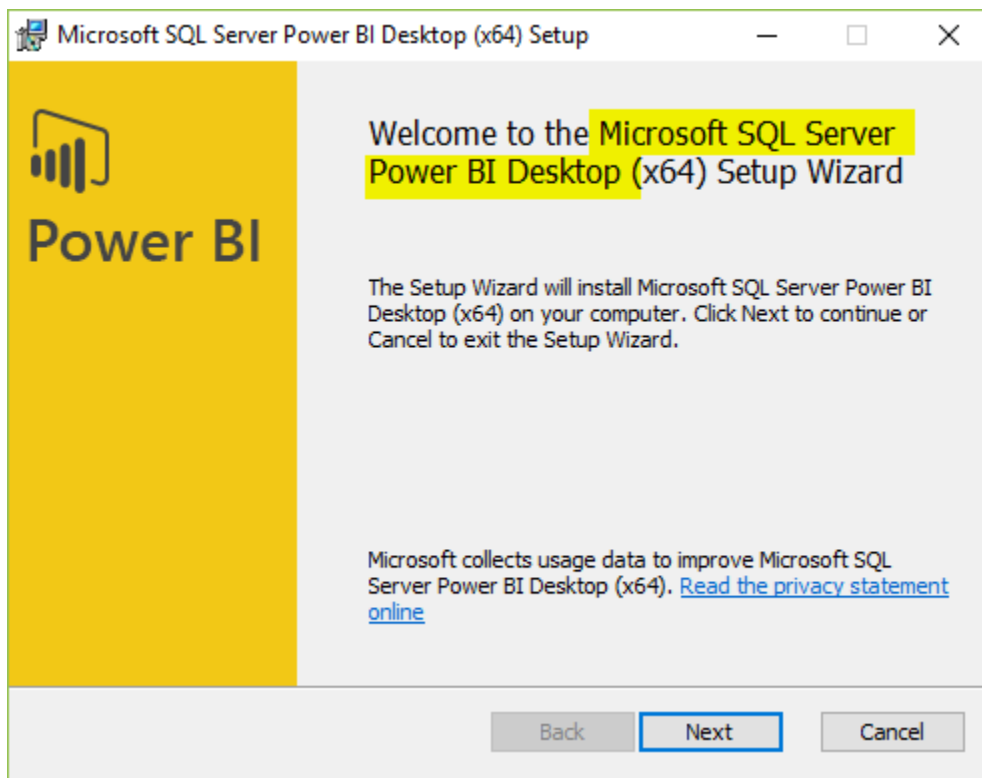 Microsoft SQL Server Power BI Desktop (x64) Setup
Power BI
Welcome to the Microsoft SQL Server
Power BI Desktop (x64) Setup Wizard
The Setup Wizard will install Microsoft SQL Server Power BI
Desktop (x64) on your computer. Click Next to continue or
Cancel to exit the Setup Wizard.
Microsoft collects usage data to improve Microsoft SQL
Server Power BI Desktop (x64). Read the privacy statement
online
Back
Next
Cancel